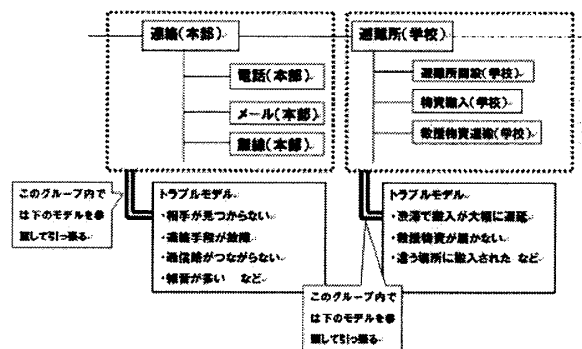 連絡(本部)
避難所(学校)
電話(本部)
メール(本部)
無線(本部)
避難所開設(学校)
物資搬入(学校)
救援物資運搬(学校)
このグループ内で
は下のモデルを参
照して引っ張る
トラブルモデル
・相手が見つからない
・連絡手段が故障
・通信路がつながらない
・雑音が多い など
トラブルモデル
・渋滞で搬入が大幅に遅延
・救援物資が届かない
・違う場所に搬入された など
このグループ内で
は下のモデルを参
照して引っ張る